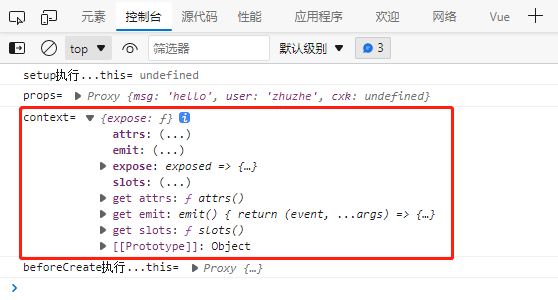 元素 控制台 源代码 性能 应用程序 欢迎 网络 Vue
top 筛选器 默认级别 3
setup执行...this= undefined
props= Proxy {msg: 'hello', user: 'zhuzhe', cxk: undefined}
context= {expose: ƒ} i
attrs: (...)
emit: (...)
expose: exposed => {…}
slots: (...)
get attrs: ƒ attrs()
get emit: emit() { return (event, ...args) => {…}
get slots: ƒ slots()
[[Prototype]]: Object
beforeCreate执行...this= Proxy {…}